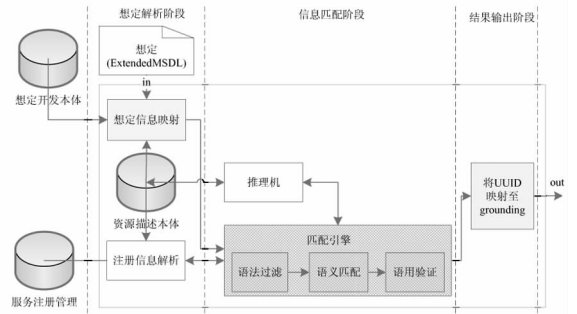 想定解析阶段
信息匹配阶段
结果输出阶段
想定
(ExtendedMSDL)
in
想定开发本体
想定信息映射
推理机
将UUID
映射至
grounding
out
资源描述本体
匹配引擎
注册信息解析
语法过滤
语义匹配
语用验证
服务注册管理